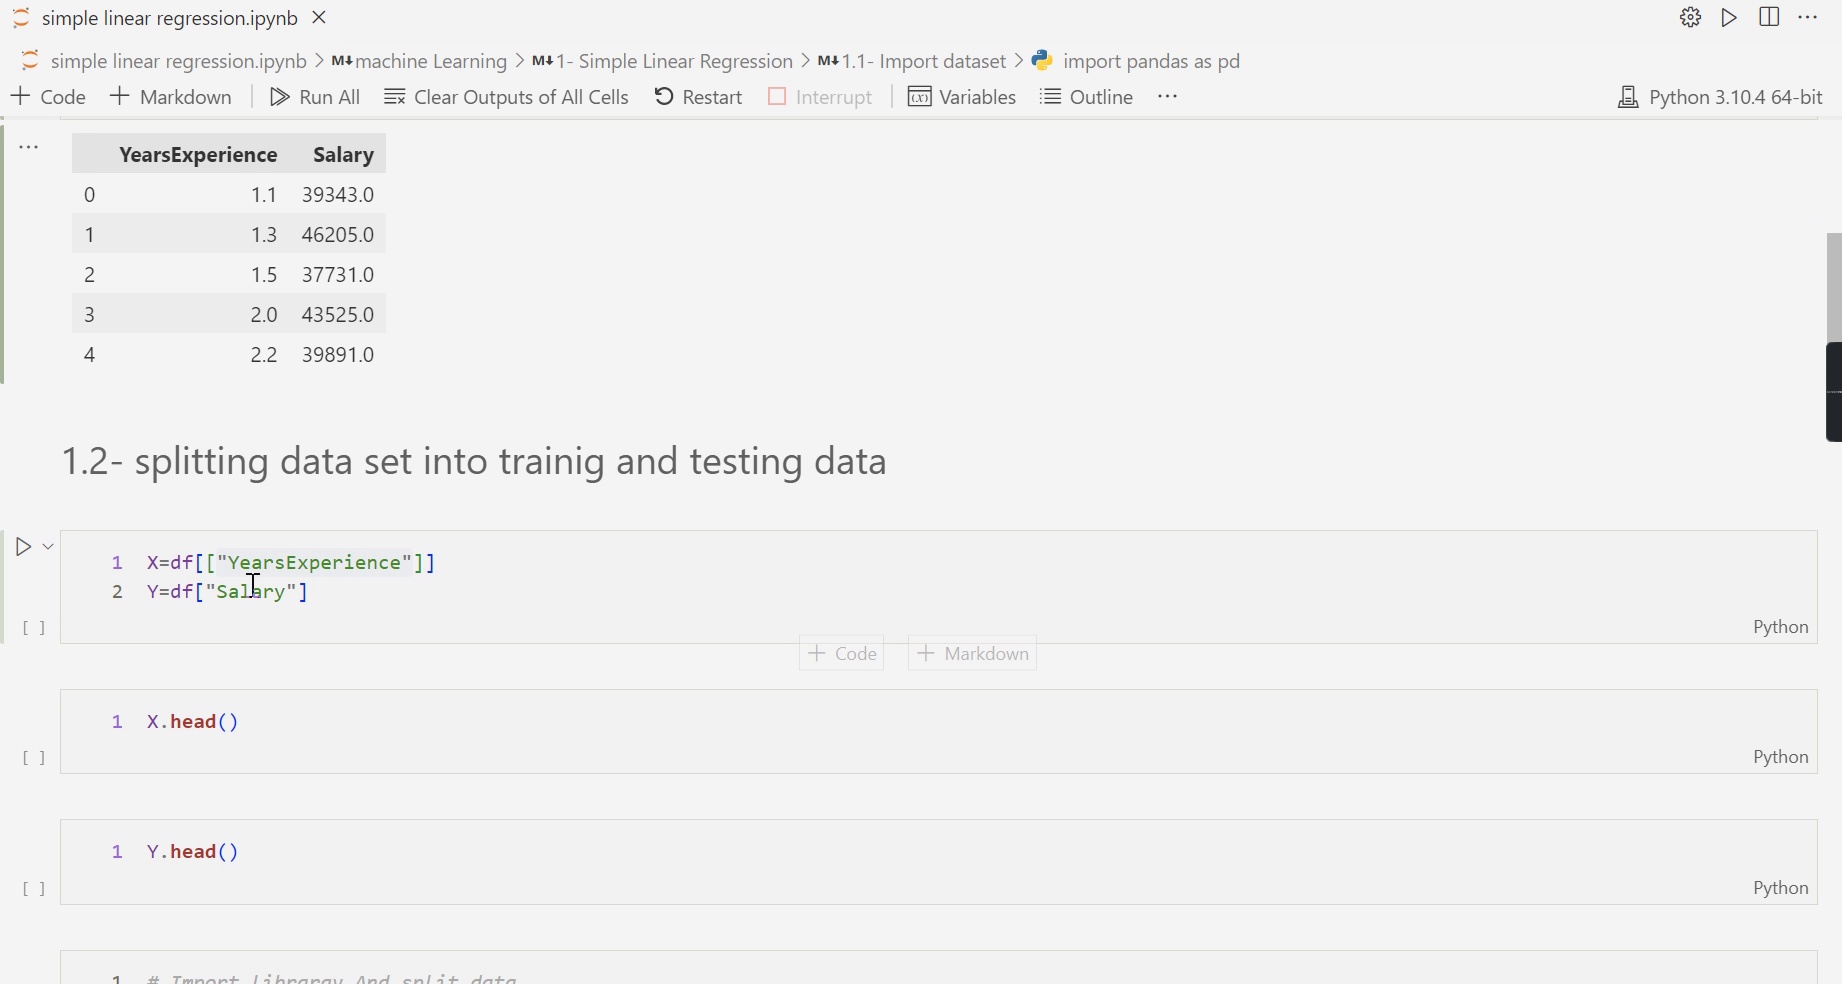 simple linear regression.ipynb
simple linear regression.ipynb > M↓ machine Learning > M↓ 1- Simple Linear Regression > M↓ 1.1- Import dataset > import pandas as pd
+ Code + Markdown Run All Clear Outputs of All Cells Restart Interrupt Variables Outline ··· Python 3.10.4 64-bit
YearsExperience Salary
0 1.1 39343.0
1 1.3 46205.0
2 1.5 37731.0
3 2.0 43525.0
4 2.2 39891.0
1.2- splitting data set into trainig and testing data
1 X=df[["YearsExperience"]]
2 Y=df["Salary"]
[ ] Python
+ Code + Markdown
1 X.head()
[ ] Python
1 Y.head()
[ ] Python
1 # Import libraray And split data